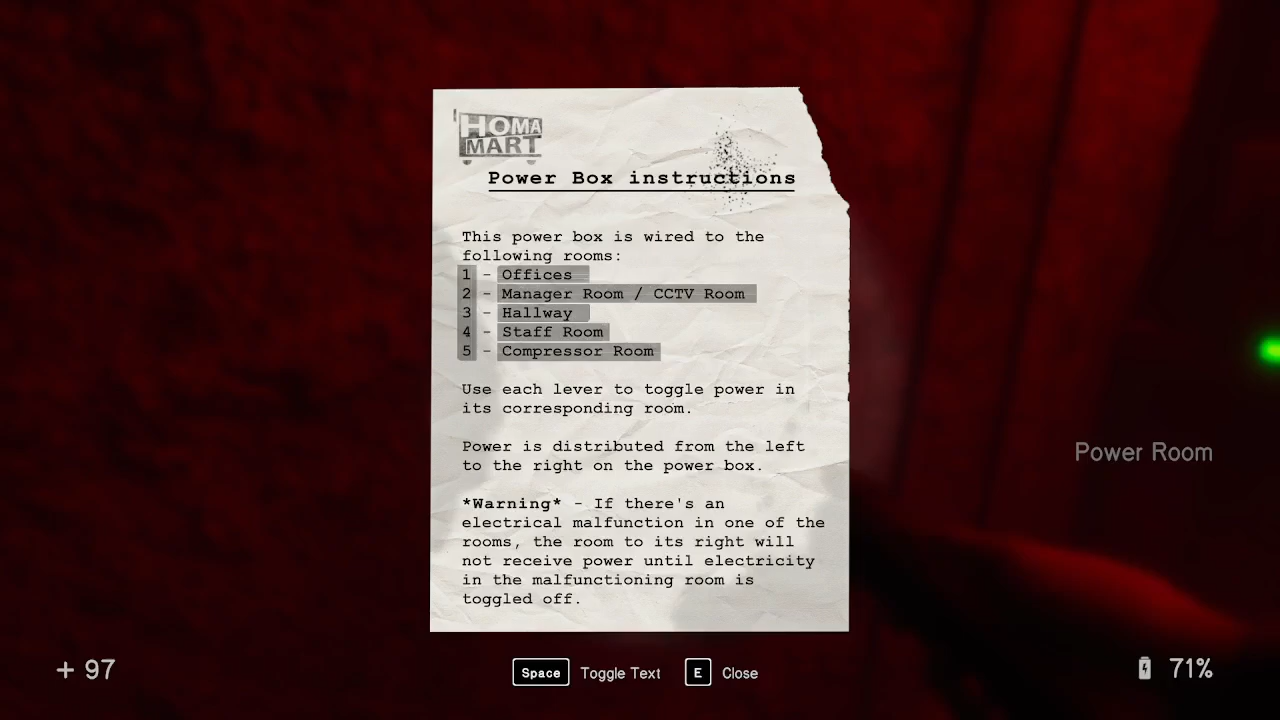 HOMA
MART
Power Box instructions
This power box is wired to the
following rooms:
1 - Offices
2 - Manager Room / CCTV Room
3 - Hallway
4 - Staff Room
5 - Compressor Room
Use each lever to toggle power in
its corresponding room.
Power is distributed from the left
to the right on the power box.
*Warning* - If there's an
electrical malfunction in one of the
rooms, the room to its right will
not receive power until electricity
in the malfunctioning room is
toggled off.
Power Room
+ 97
Space Toggle Text E Close
71%